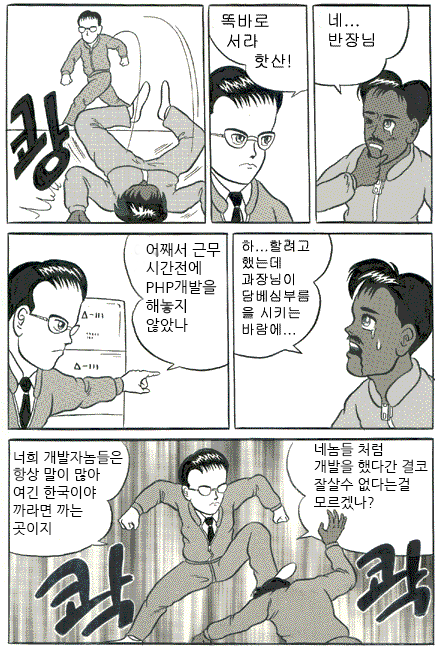 쾅
똑바로
서라
핫산!
네...
반장님
어째서 근무
시간전에
PHP개발을
해놓지
않았나
하...할려고
했는데
과장님이
담베심부름
을 시키는
바람에...
너희 개발자놈들은
항상 말이 많아
여긴 한국이야
까라면 까는
곳이지
네놈들 처럼
개발을 했다간 결코
잘살수 없다는걸
모르겠나?
콱
콱